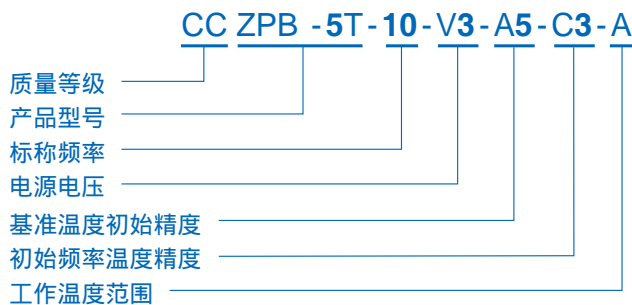 CC ZPB -5T-10-V3-A5-C3-A
质量等级
产品型号
标称频率
电源电压
基准温度初始精度
初始频率温度精度
工作温度范围